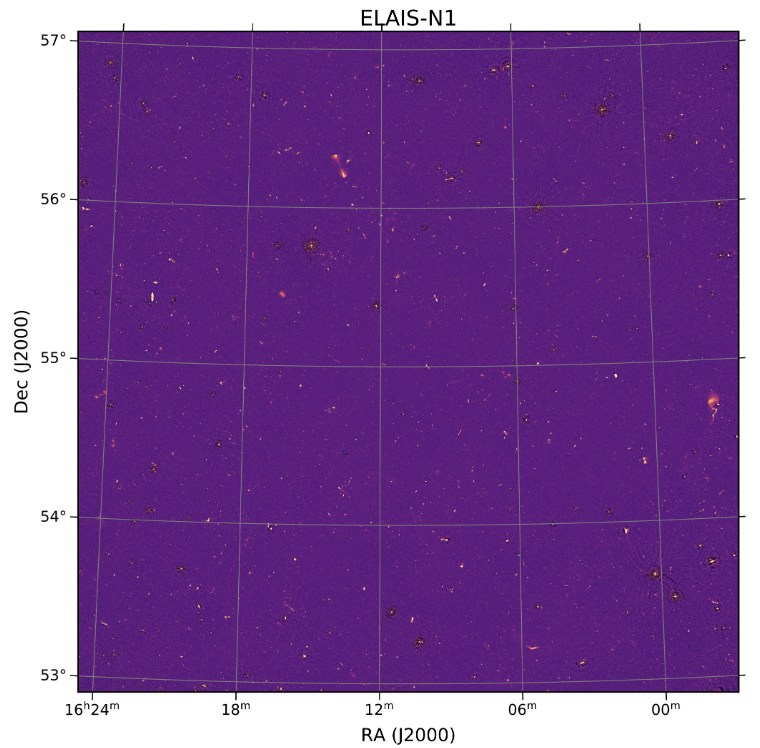 ELAIS-N1
57°
56°
55°
54°
53°
Dec (J2000)
16ʰ24ᵐ 18ᵐ 12ᵐ 06ᵐ 00ᵐ
RA (J2000)